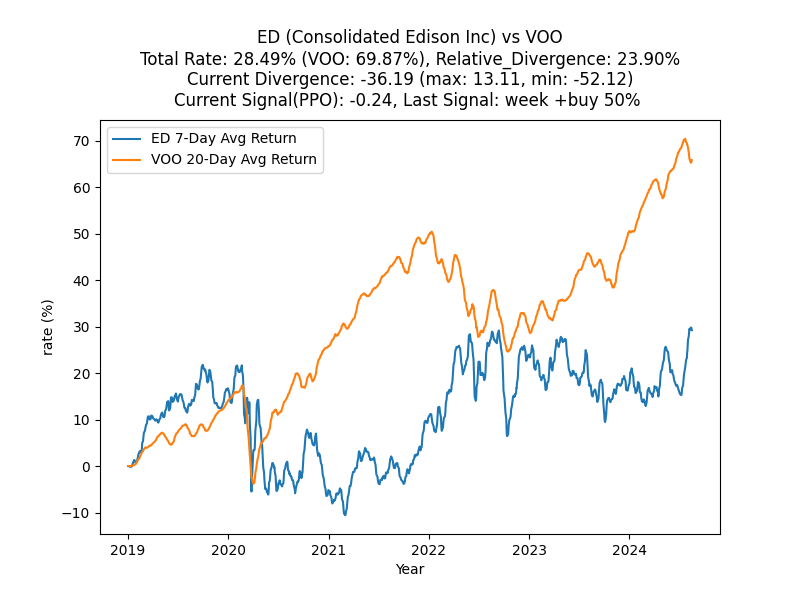 ED (Consolidated Edison Inc) vs VOO
Total Rate: 28.49% (VOO: 69.87%), Relative_Divergence: 23.90%
Current Divergence: -36.19 (max: 13.11, min: -52.12)
Current Signal(PPO): -0.24, Last Signal: week +buy 50%
ED 7-Day Avg Return
VOO 20-Day Avg Return
70
60
50
40
30
20
10
0
−10
rate (%)
2019 2020 2021 2022 2023 2024
Year